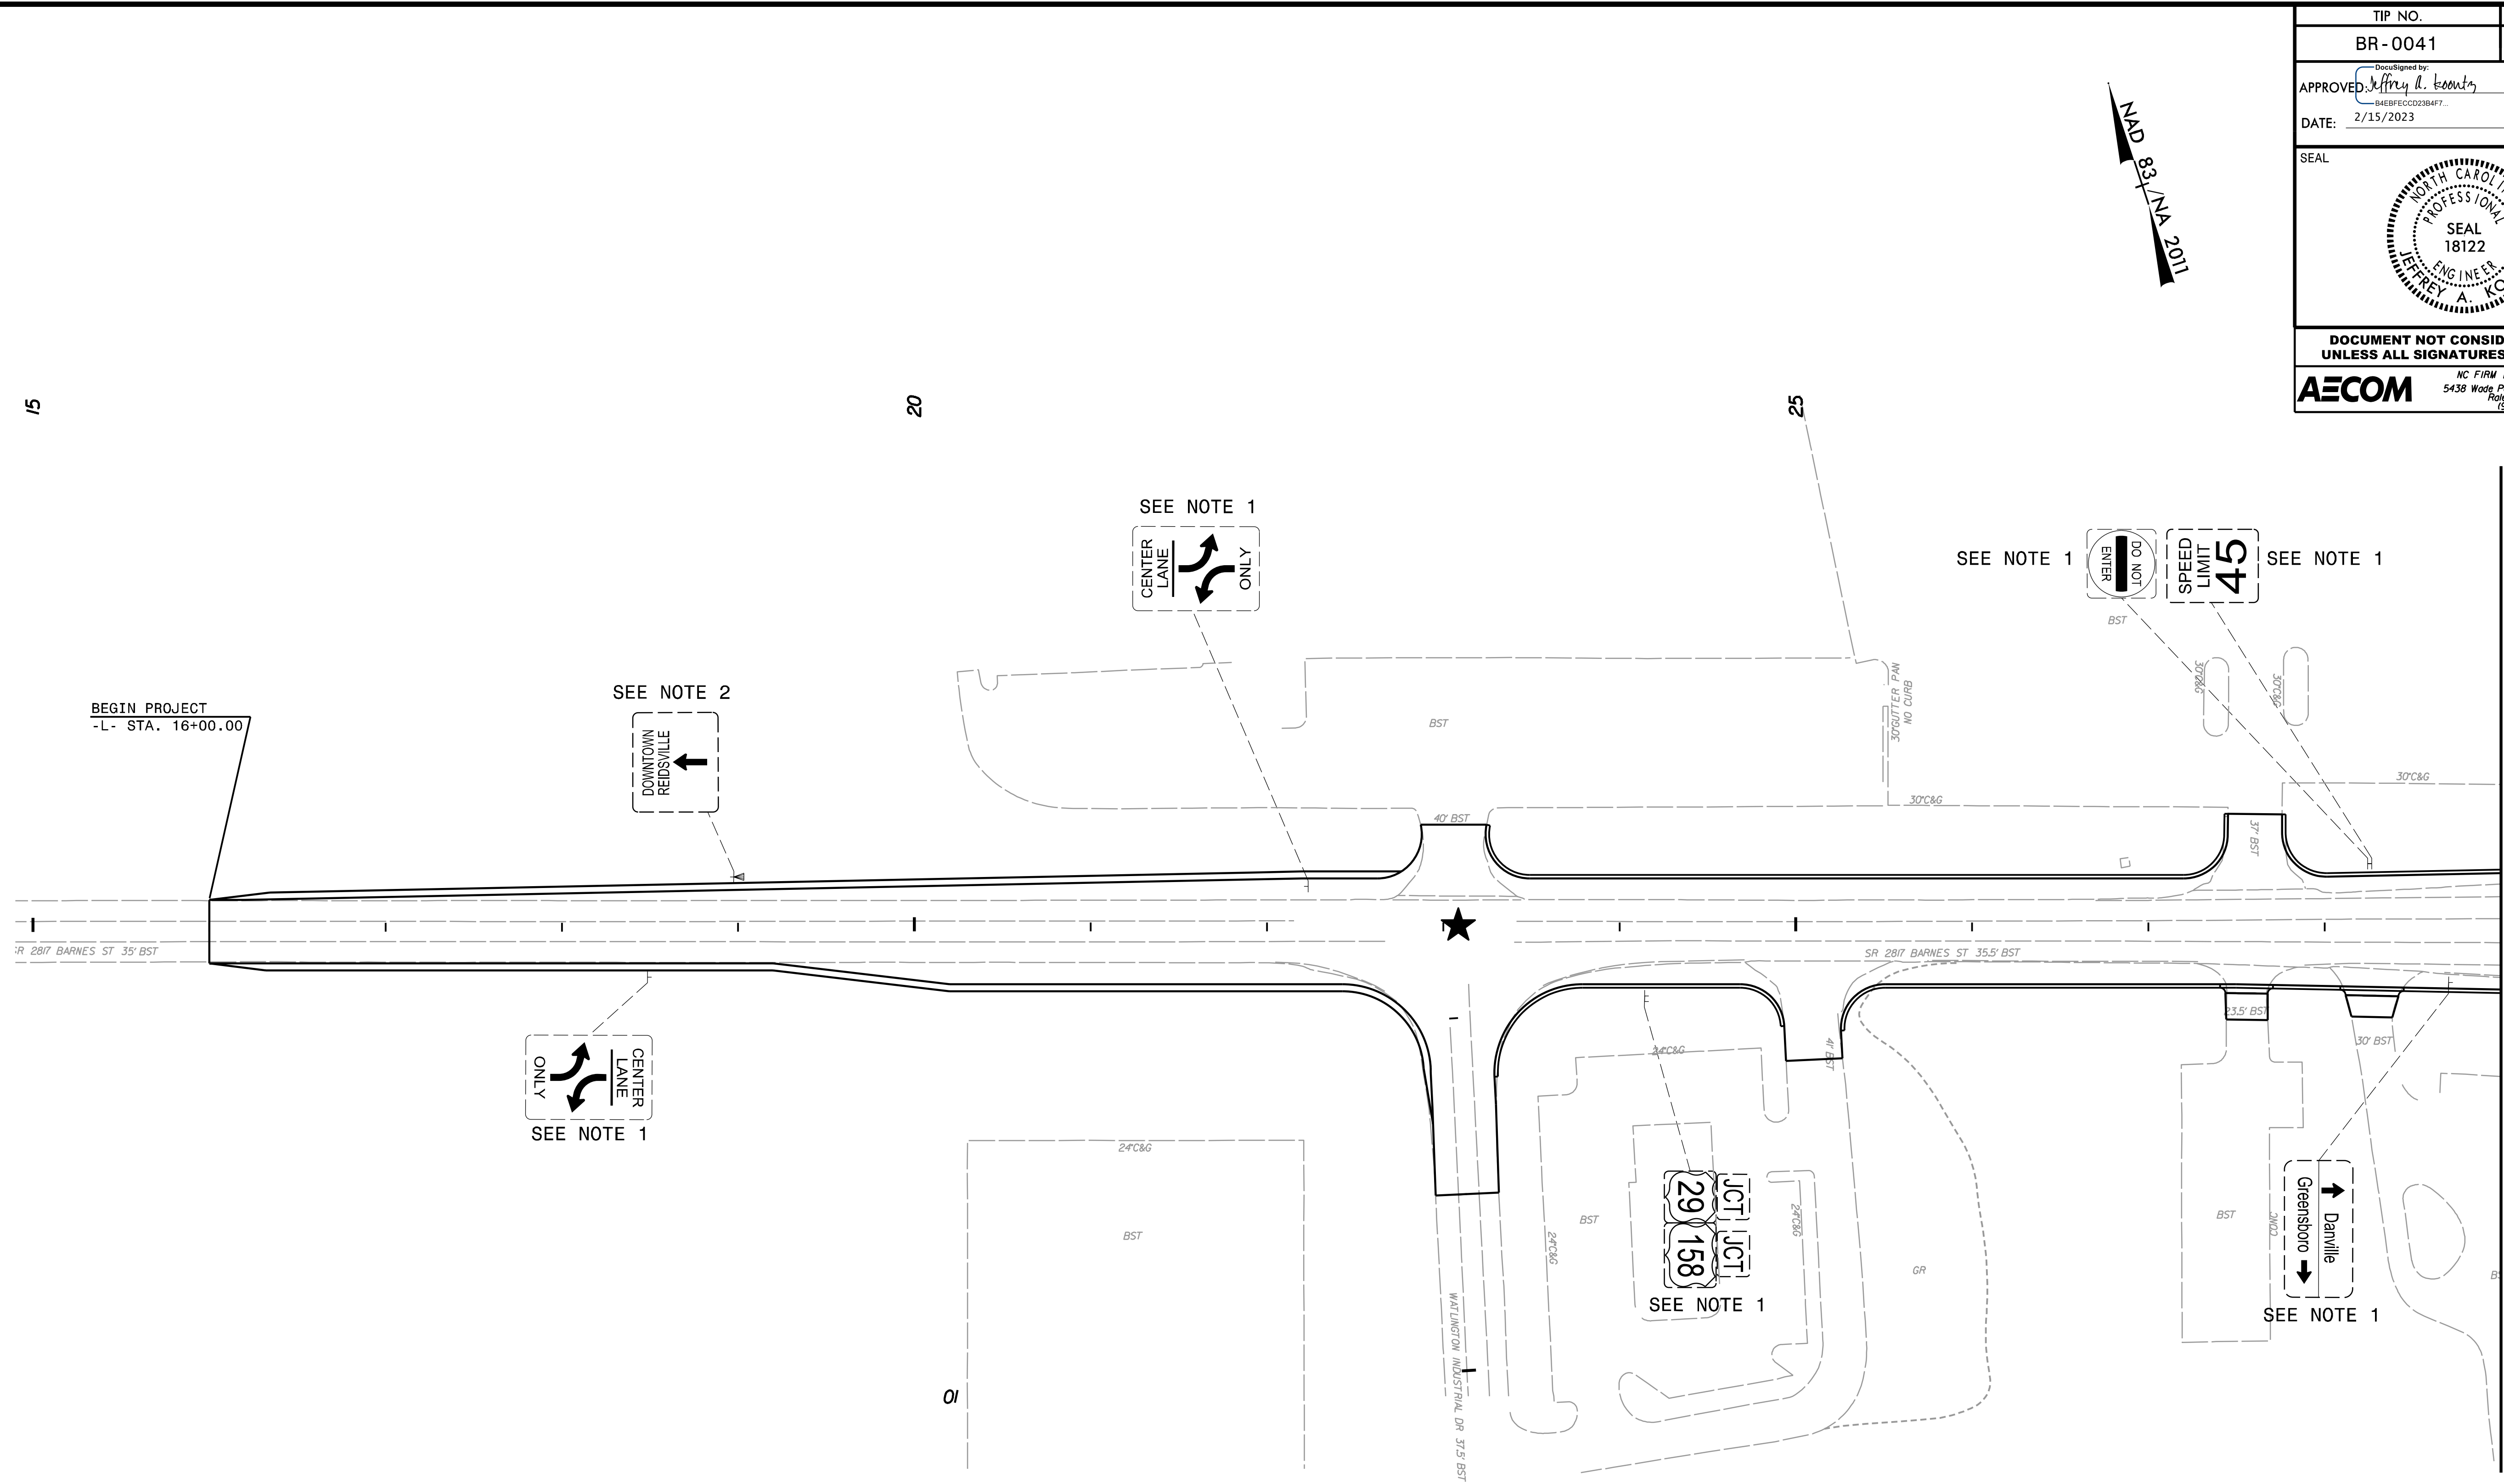 TIP NO.
BR-0041
DocuSigned by:
APPROVED: Jeffrey A. Koontz
B4EBFECCD23B4F7...
DATE: 2/15/2023
SEAL
NORTH CAROLIN
PROFESSIONAL
SEAL
18122
ENGINEER
JEFFREY A. KO
DOCUMENT NOT CONSID
UNLESS ALL SIGNATURES
AECOM
NC FIRM
5438 Wade P
Rale
(9
NAD 83 /NA 2011
15
20
25
SEE NOTE 1
CENTER
LANE
ONLY
SEE NOTE 1
DO NOT
ENTER
SPEED
LIMIT
45
SEE NOTE 1
BST
SEE NOTE 2
DOWNTOWN
REIDSVILLE
BEGIN PROJECT
-L- STA. 16+00.00
BST
30"GUTTER PAN
NO CURB
30"C&G
30"C&G
30"C&G
30"C&G
40' BST
37' BST
SR 2817 BARNES ST 35' BST
SR 2817 BARNES ST 35.5' BST
CENTER
LANE
ONLY
SEE NOTE 1
23.5' BST
30' BST
41' BST
24"C&G
24"C&G
BST
JCT
29
JCT
158
SEE NOTE 1
BST
24"C&G
24"C&G
GR
BST
CONC
Danville
Greensboro
SEE NOTE 1
BS
WATLINGTON INDUSTRIAL DR 37.5' BST
10